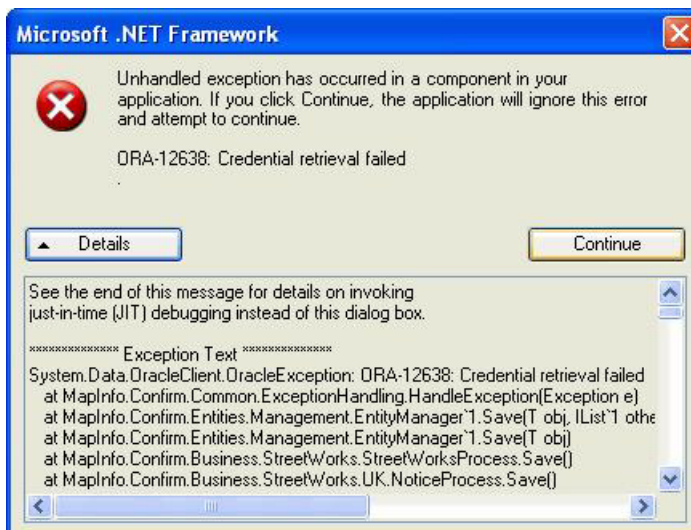 Microsoft .NET Framework
Unhandled exception has occurred in a component in your
application. If you click Continue, the application will ignore this error
and attempt to continue.
ORA-12638: Credential retrieval failed
.
Details
Continue
See the end of this message for details on invoking
just-in-time (JIT) debugging instead of this dialog box.
************** Exception Text **************
System.Data.OracleClient.OracleException: ORA-12638: Credential retrieval failed
at MapInfo.Confirm.Common.ExceptionHandling.HandleException(Exception e)
at MapInfo.Confirm.Entities.Management.EntityManager`1.Save(T obj, IList`1 othe
at MapInfo.Confirm.Entities.Management.EntityManager`1.Save(T obj)
at MapInfo.Confirm.Business.StreetWorks.StreetWorksProcess.Save()
at MapInfo.Confirm.Business.StreetWorks.UK.NoticeProcess.Save()